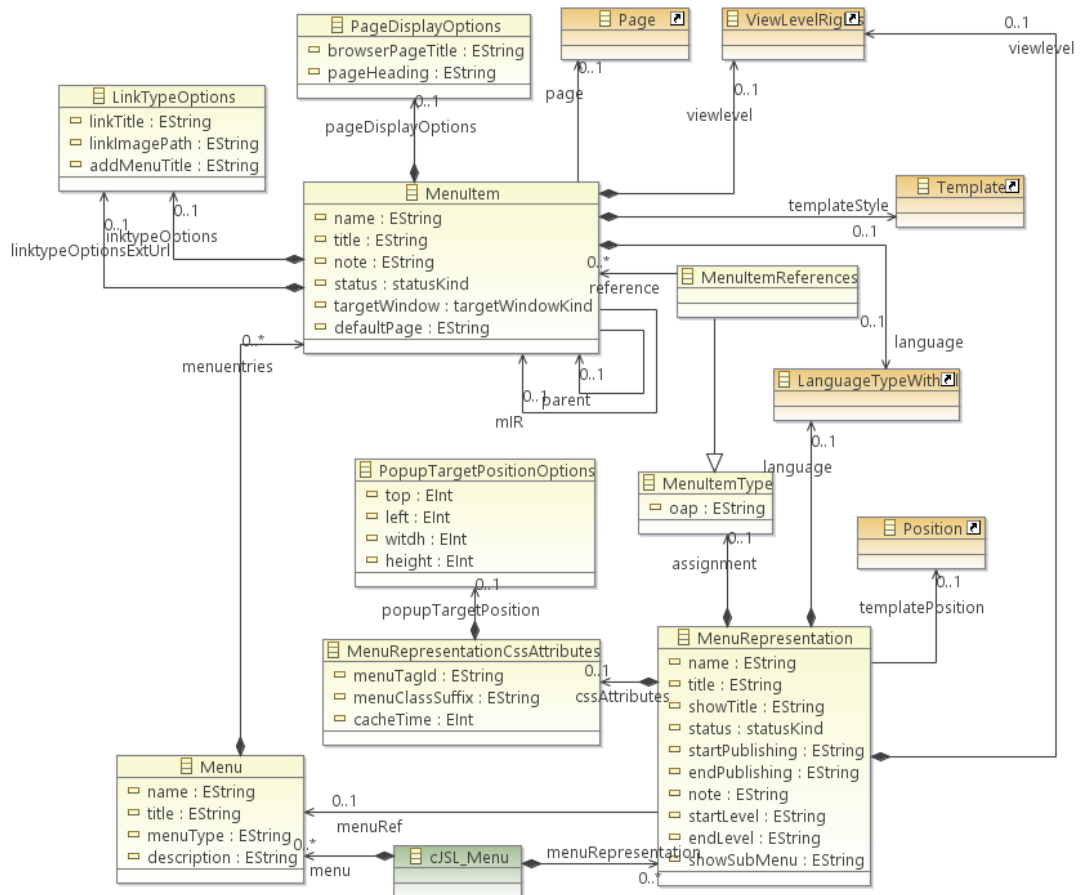 PageDisplayOptions
browserPageTitle : EString
pageHeading : EString
Page
ViewLevelRig
0..1
viewlevel
0..1
page
0..1
viewlevel
LinkTypeOptions
linkTitle : EString
linkImagePath : EString
addMenuTitle : EString
0..1
pageDisplayOptions
0..1
0..1
inktypeOptions
linktypeOptionsExtUrl
MenuItem
name : EString
title : EString
note : EString
status : statusKind
targetWindow : targetWindowKind
defaultPage : EString
Template
templateStyle
0..1
0..*
reference
MenuItemReferences
0..1
language
0..*
menuentries
0..1
parent
0..1
mIR
LanguageTypeWith
0..1
language
PopupTargetPositionOptions
top : EInt
left : EInt
witdh : EInt
height : EInt
MenuItemType
oap : EString
0..1
assignment
Position
0..1
templatePosition
0..1
popupTargetPosition
MenuRepresentationCssAttributes
menuTagId : EString
menuClassSuffix : EString
cacheTime : EInt
0..1
cssAttributes
MenuRepresentation
name : EString
title : EString
showTitle : EString
status : statusKind
startPublishing : EString
endPublishing : EString
note : EString
startLevel : EString
endLevel : EString
showSubMenu : EString
Menu
name : EString
title : EString
menuType : EString
description : EString
0..1
menuRef
0..*
menu
cJSL_Menu
menuRepresentation
0..*